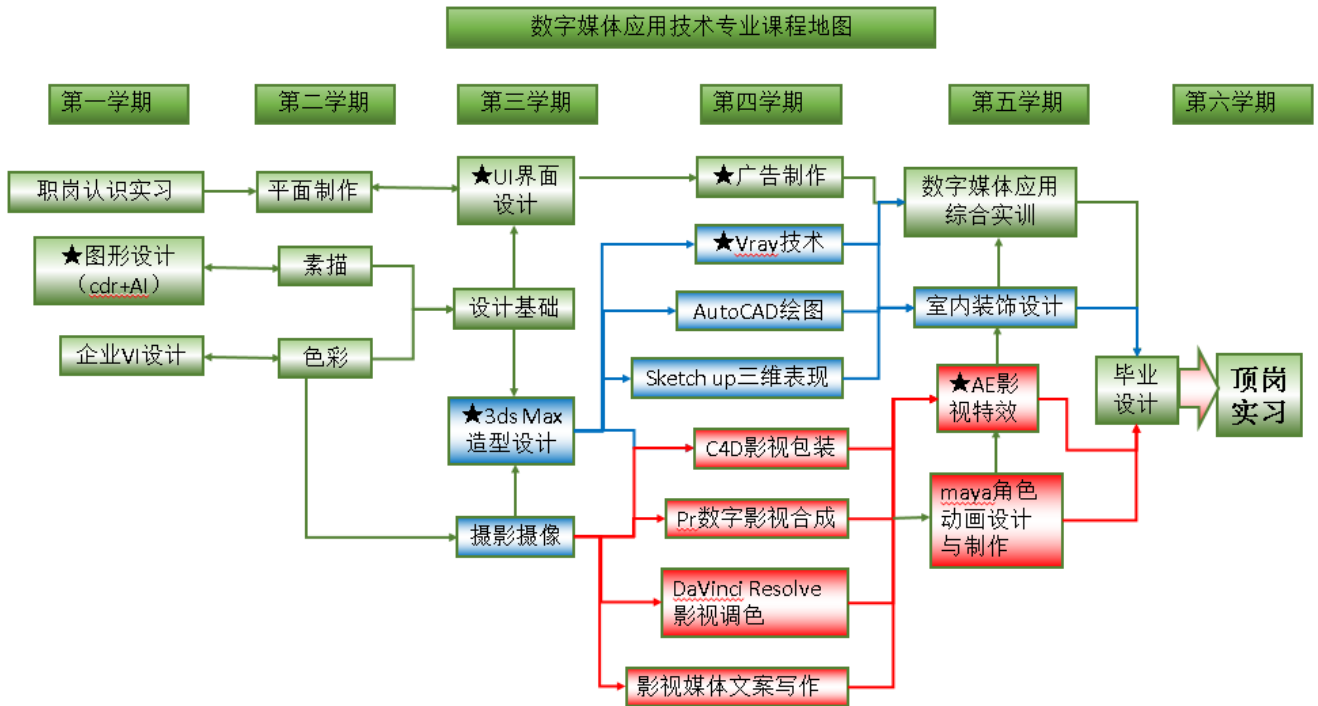 数字媒体应用技术专业课程地图
第一学期
第二学期
第三学期
第四学期
第五学期
第六学期
职岗认识实习
平面制作
★UI界面
设计
★广告制作
数字媒体应用
综合实训
★图形设计
（cdr+AI）
素描
★Vray技术
设计基础
AutoCAD绘图
室内装饰设计
企业VI设计
色彩
Sketch up三维表现
★3ds Max
造型设计
★AE影
视特效
毕业
设计
顶岗
实习
C4D影视包装
摄影摄像
Pr数字影视合成
maya角色
动画设计
与制作
DaVinci Resolve
影视调色
影视媒体文案写作